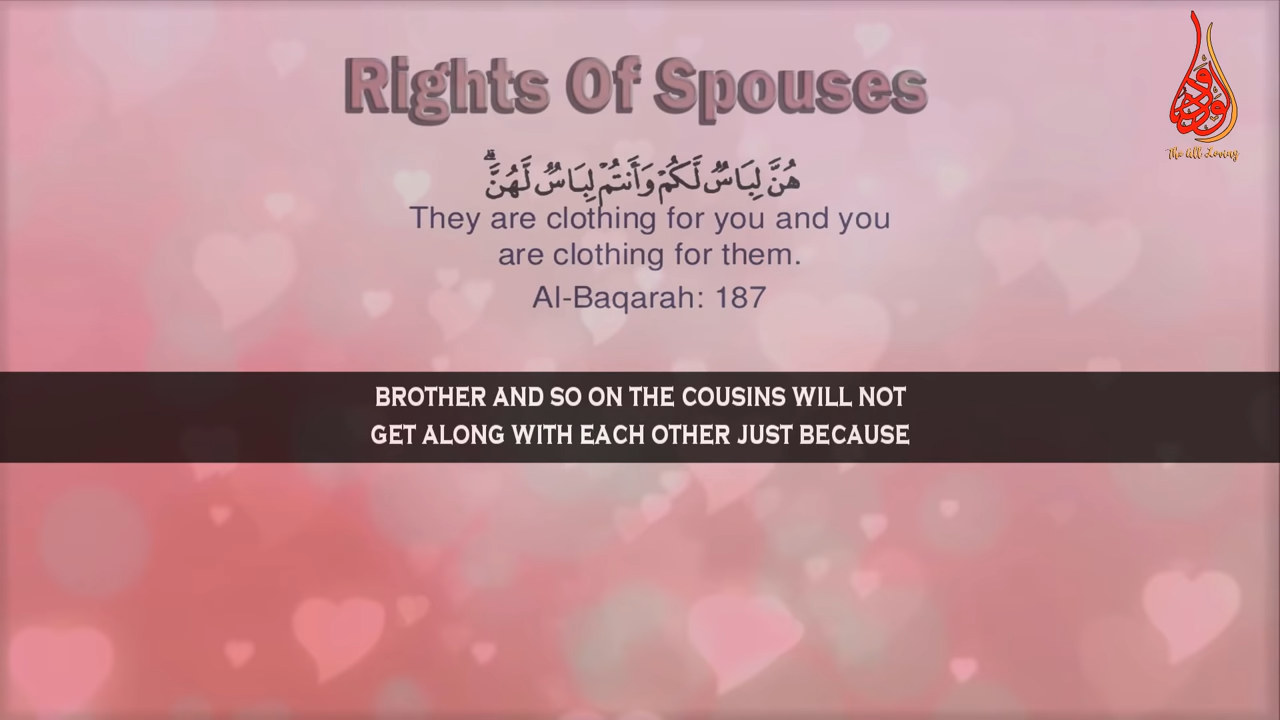 Rights Of Spouses
هُنَّ لِبَاسٌ لَّكُمْ وَأَنتُمْ لِبَاسٌ لَّهُنَّ ۗ
They are clothing for you and you
are clothing for them.
Al-Baqarah: 187
BROTHER AND SO ON THE COUSINS WILL NOT
GET ALONG WITH EACH OTHER JUST BECAUSE
الودود
The All Loving